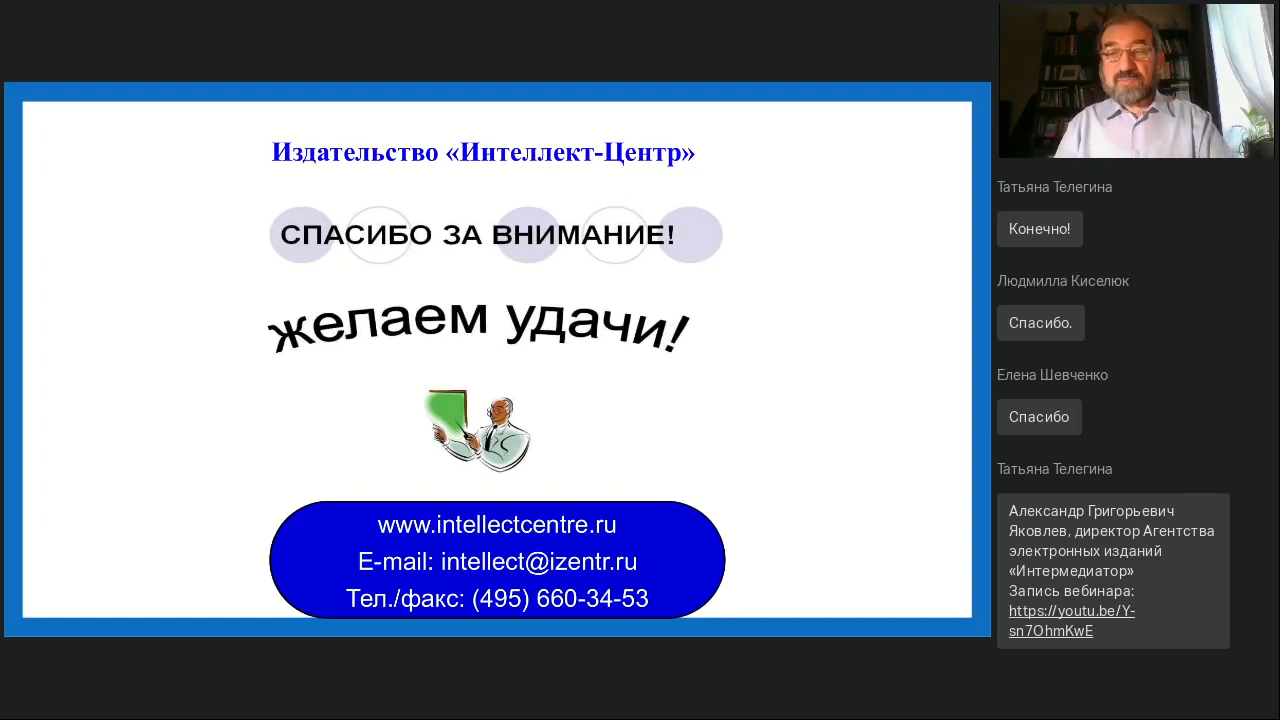 Издательство «Интеллект-Центр»
СПАСИБО ЗА ВНИМАНИЕ!
желаем удачи!
www.intellectcentre.ru
E-mail: intellect@izentr.ru
Тел./факс: (495) 660-34-53
Татьяна Телегина
Конечно!
Людмилла Киселюк
Спасибо.
Елена Шевченко
Спасибо
Татьяна Телегина
Александр Григорьевич
Яковлев, директор Агентства
электронных изданий
«Интермедиатор»
Запись вебинара:
https://youtu.be/Y-
sn7OhmKwE